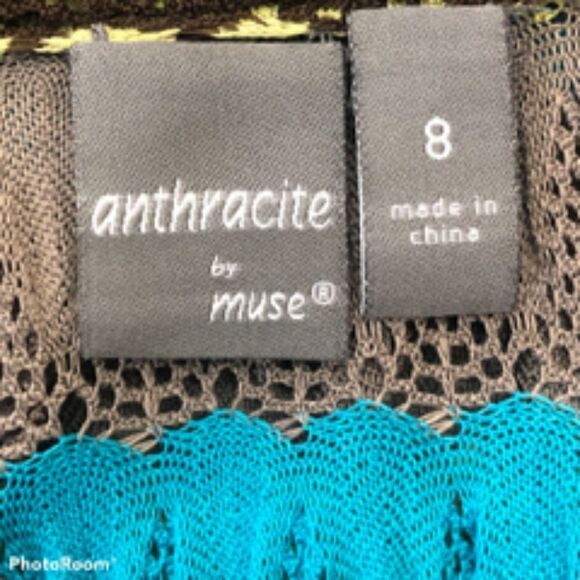 anthracite
by
muse®
8
made in
china
PhotoRoom